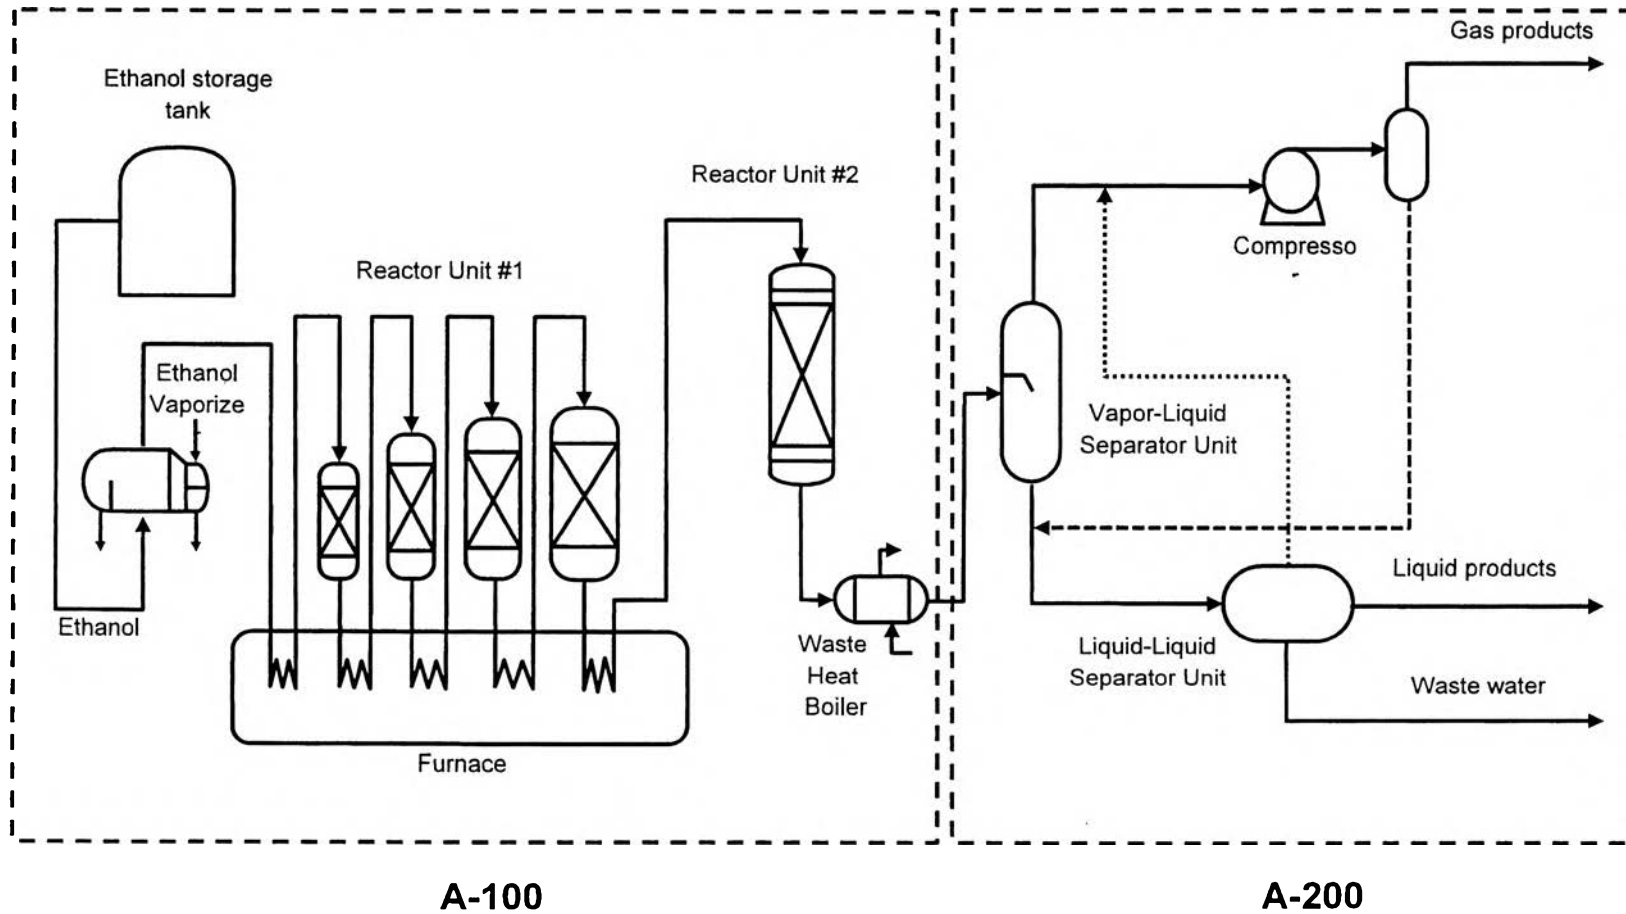 Ethanol storage
tank
Ethanol
Vaporize
Ethanol
Reactor Unit #1
Furnace
Reactor Unit #2
Waste
Heat
Boiler
Gas products
Compresso
Vapor-Liquid
Separator Unit
Liquid products
Liquid-Liquid
Separator Unit
Waste water
A-100
A-200